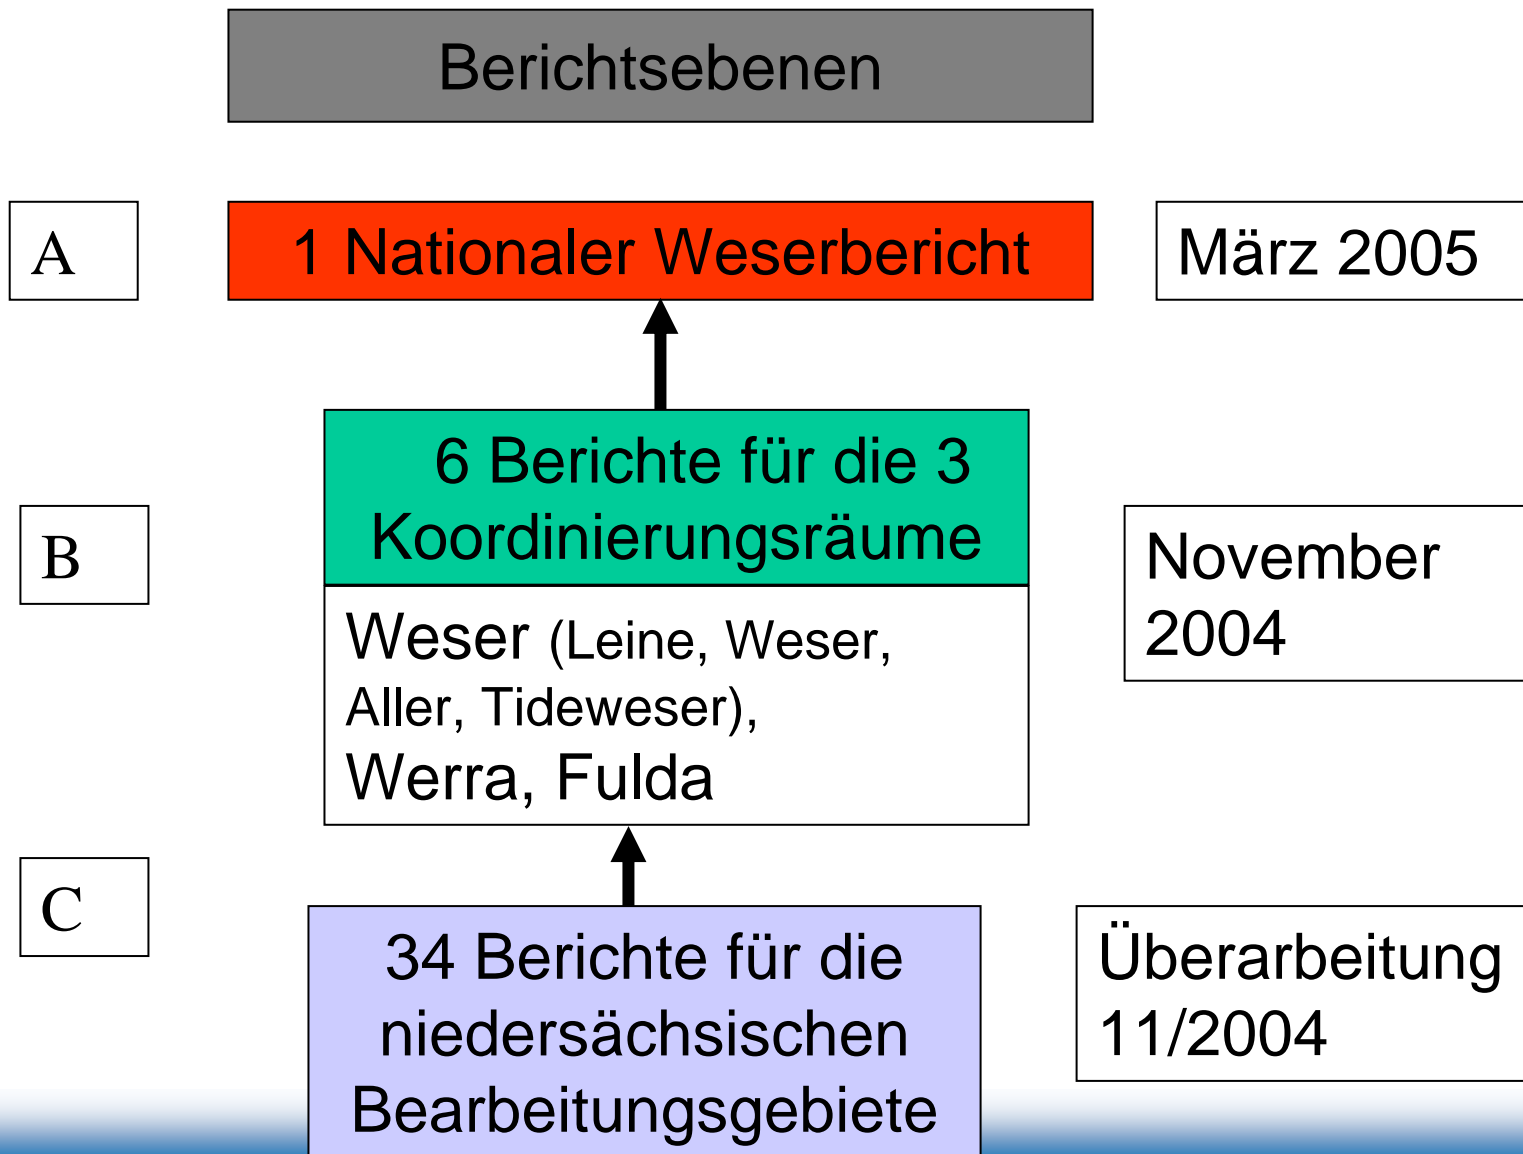 Berichtsebenen
A
1 Nationaler Weserbericht
März 2005
B
6 Berichte für die 3
Koordinierungsräume
Weser (Leine, Weser,
Aller, Tideweser),
Werra, Fulda
November
2004
C
34 Berichte für die
niedersächsischen
Bearbeitungsgebiete
Überarbeitung
11/2004